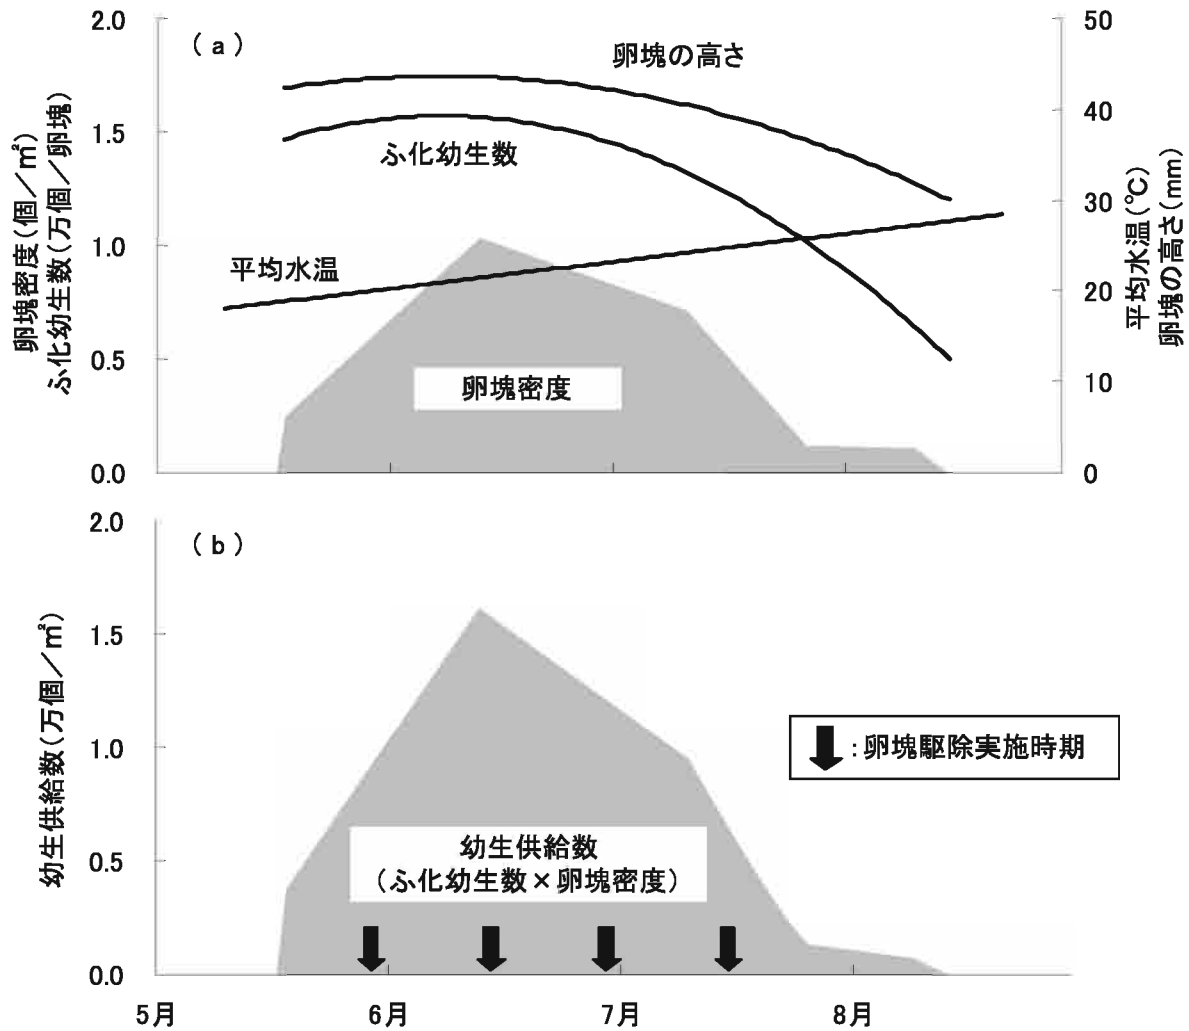 2.0
1.5
1.0
0.5
0.0
卵塊密度(個／㎡)
ふ化幼生数(万個／卵塊)
(a)
卵塊の高さ
ふ化幼生数
平均水温
卵塊密度
50
40
30
20
10
0
平均水温(℃)
卵塊の高さ(mm)
2.0
1.5
1.0
0.5
0.0
幼生供給数(万個／㎡)
(b)
：卵塊駆除実施時期
幼生供給数
(ふ化幼生数×卵塊密度)
5月 6月 7月 8月